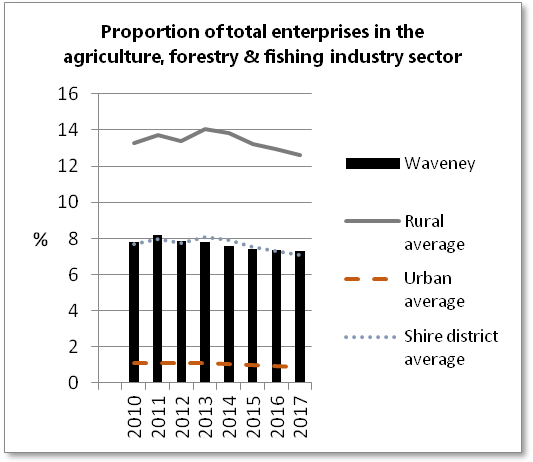 Proportion of total enterprises in the
agriculture, forestry & fishing industry sector
16
14
12
10
8
6
4
2
0
%
2010
2011
2012
2013
2014
2015
2016
2017
Waveney
Rural
average
Urban
average
Shire district
average